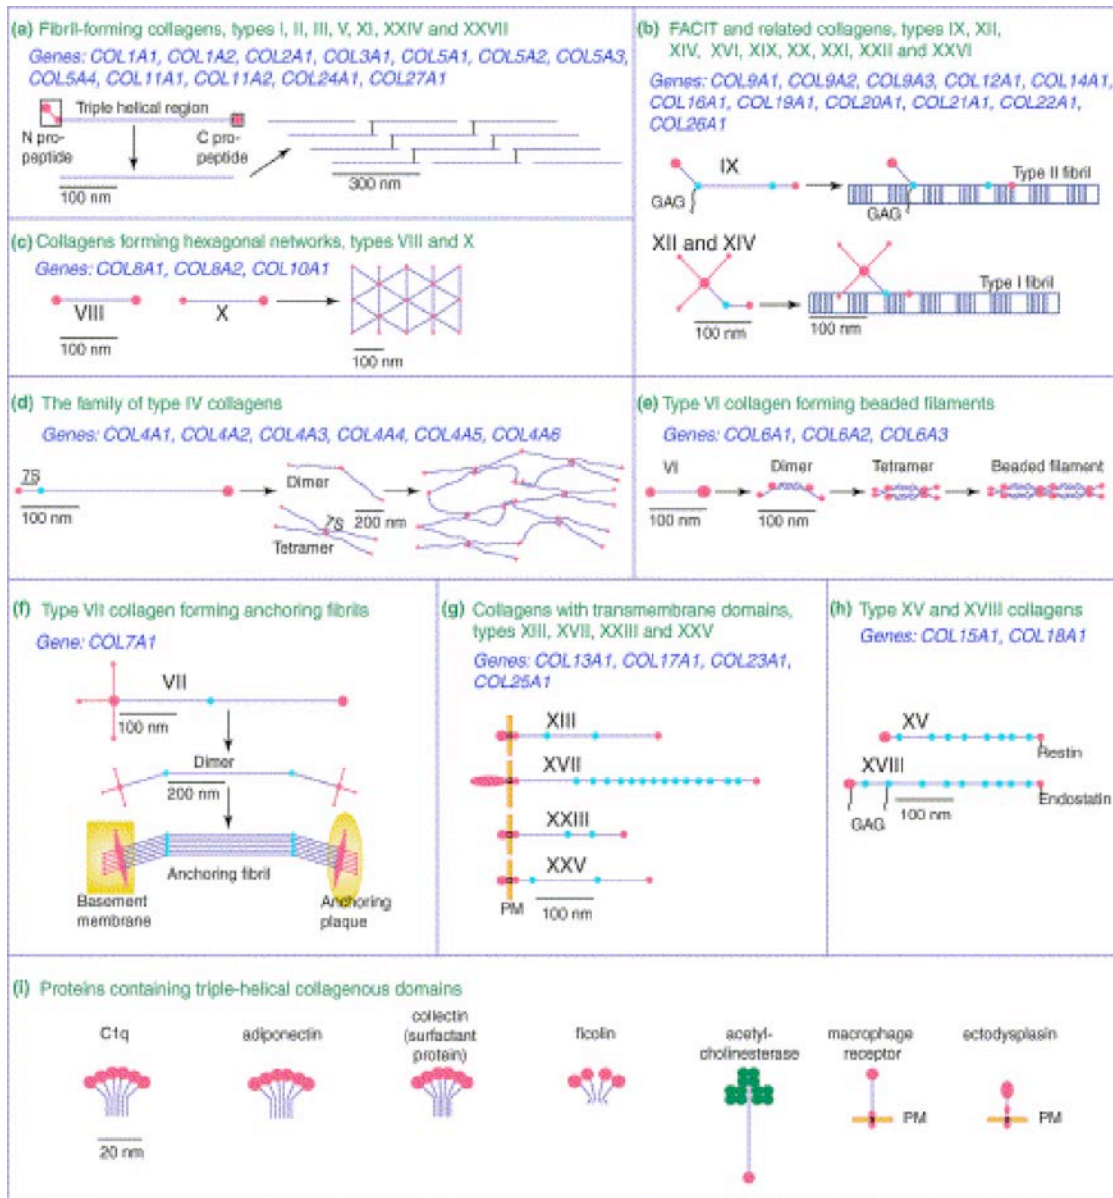 (a) Fibril-forming collagens, types I, II, III, V, XI, XXIV and XXVII
Genes: COL1A1, COL1A2, COL2A1, COL3A1, COL5A1, COL5A2, COL5A3,
COL5A4, COL11A1, COL11A2, COL24A1, COL27A1
Triple helical region
N pro-
peptide
C pro-
peptide
100 nm
300 nm
(b) FACIT and related collagens, types IX, XII,
XIV, XVI, XIX, XX, XXI, XXII and XXVI
Genes: COL9A1, COL9A2, COL9A3, COL12A1, COL14A1,
COL16A1, COL19A1, COL20A1, COL21A1, COL22A1,
COL26A1
IX
GAG
Type II fibril
GAG
XII and XIV
Type I fibril
100 nm
100 nm
(c) Collagens forming hexagonal networks, types VIII and X
Genes: COL8A1, COL8A2, COL10A1
VIII
X
100 nm
100 nm
(d) The family of type IV collagens
Genes: COL4A1, COL4A2, COL4A3, COL4A4, COL4A5, COL4A6
7S
100 nm
Dimer
7S
200 nm
Tetramer
(e) Type VI collagen forming beaded filaments
Genes: COL6A1, COL6A2, COL6A3
VI
Dimer
Tetramer
Beaded filament
100 nm
100 nm
(f) Type VII collagen forming anchoring fibrils
Gene: COL7A1
VII
100 nm
Dimer
200 nm
Anchoring fibril
Basement
membrane
Anchoring
plaque
(g) Collagens with transmembrane domains,
types XIII, XVII, XXIII and XXV
Genes: COL13A1, COL17A1, COL23A1,
COL25A1
XIII
XVII
XXIII
XXV
PM
100 nm
(h) Type XV and XVIII collagens
Genes: COL15A1, COL18A1
XV
Restin
XVIII
Endostatin
GAG
100 nm
(i) Proteins containing triple-helical collagenous domains
C1q
adiponectin
collectin
(surfactant
protein)
ficolin
acetyl-
cholinesterase
macrophage
receptor
ectodysplasin
PM
PM
20 nm